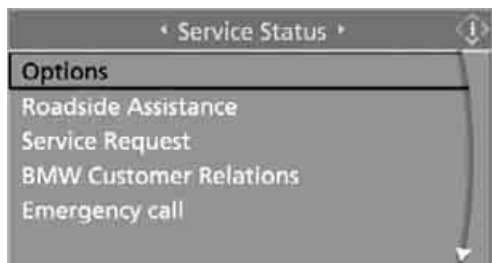 Service Status
Options
Roadside Assistance
Service Request
BMW Customer Relations
Emergency call